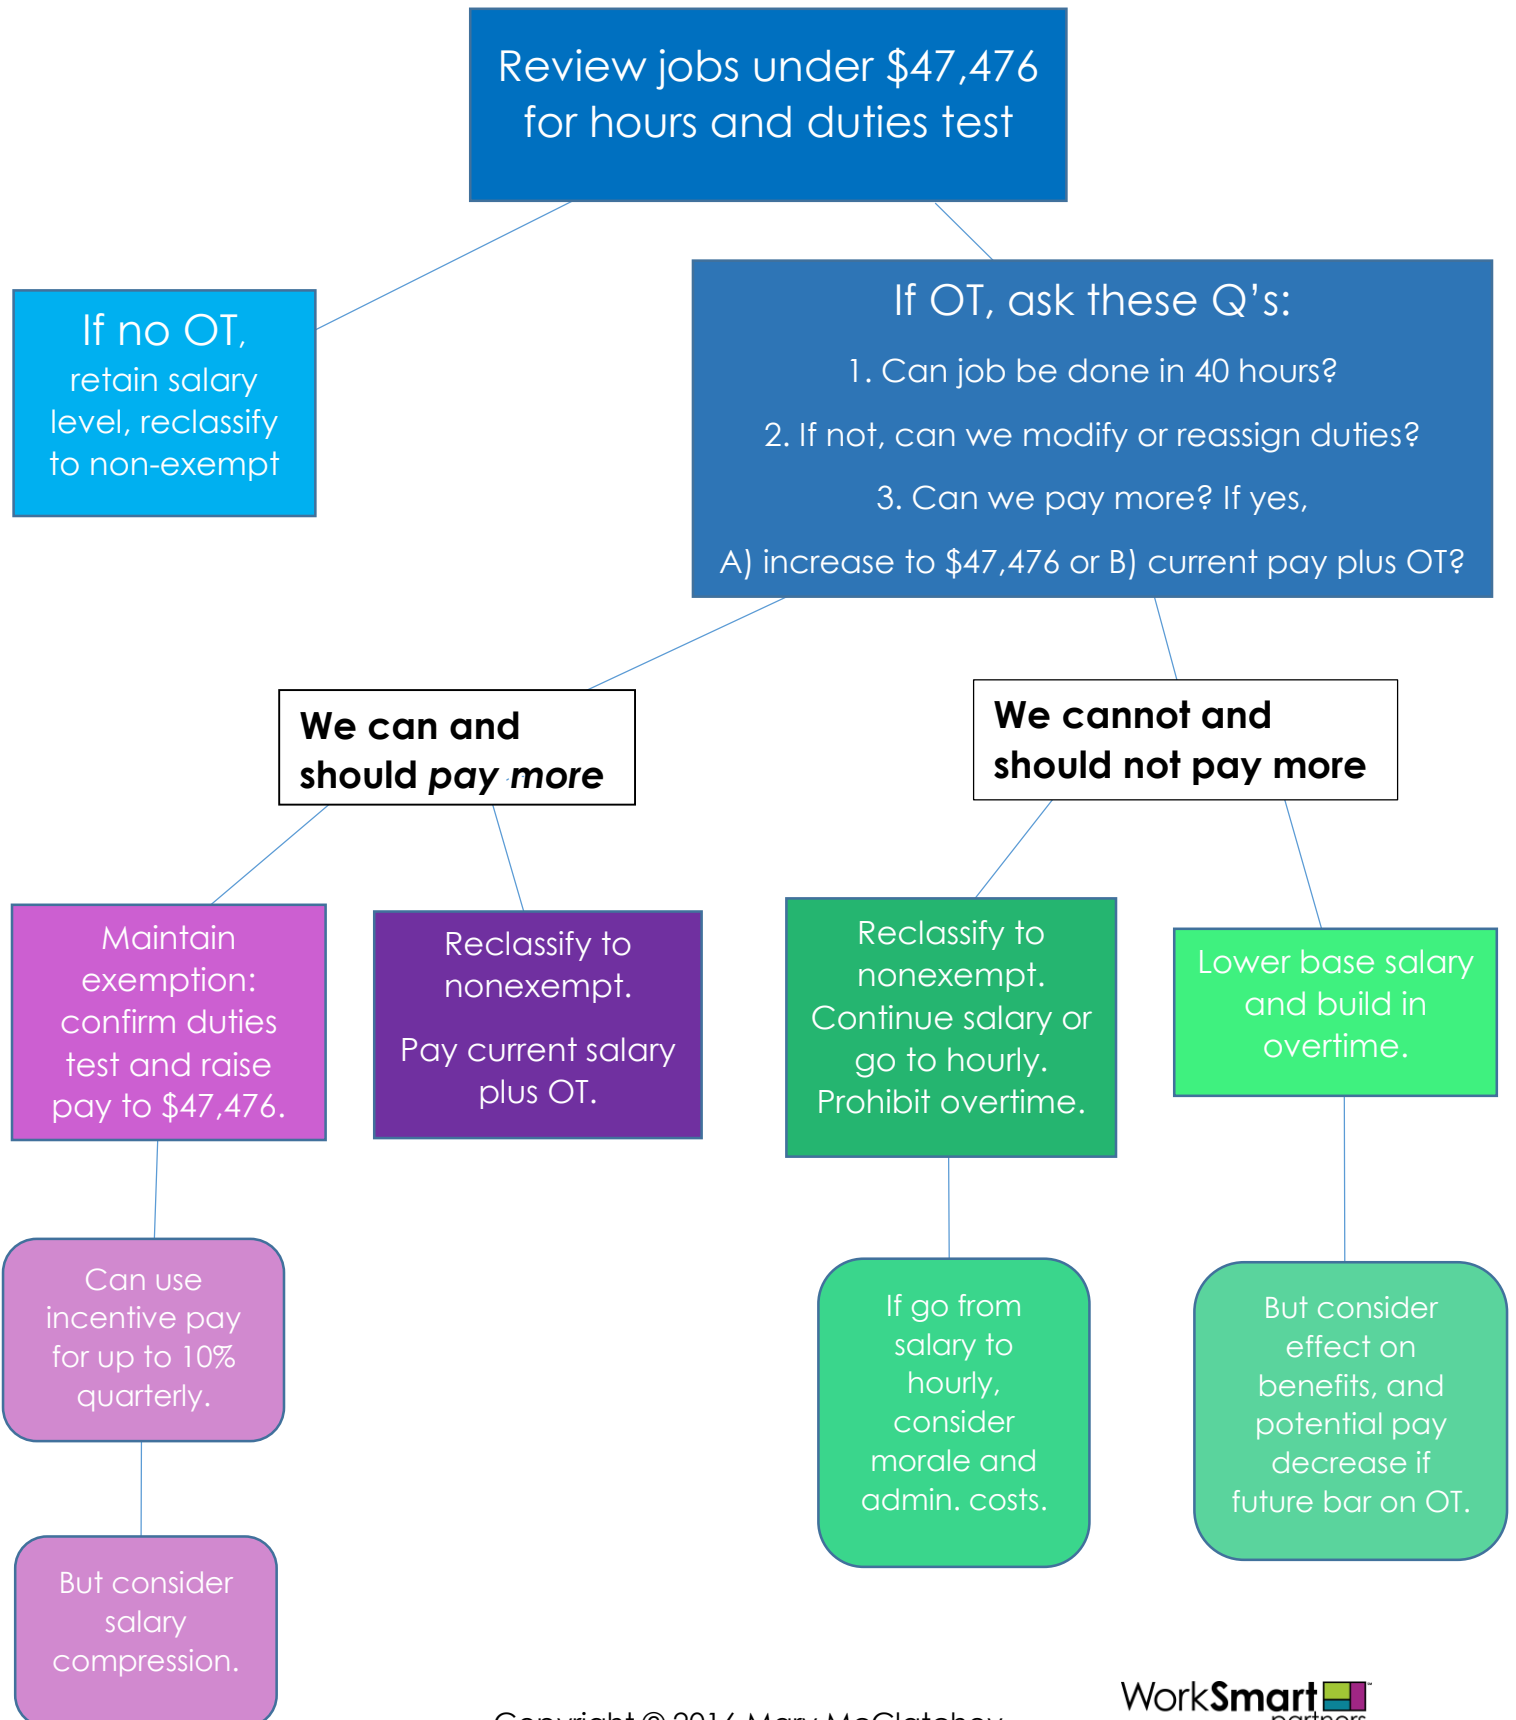 Review jobs under $47,476
for hours and duties test
If no OT,
retain salary
level, reclassify
to non-exempt
If OT, ask these Q’s:
1. Can job be done in 40 hours?
2. If not, can we modify or reassign duties?
3. Can we pay more? If yes,
A) increase to $47,476 or B) current pay plus OT?
We can and
should pay more
We cannot and
should not pay more
Maintain
exemption:
confirm duties
test and raise
pay to $47,476.
Reclassify to
nonexempt.
Pay current salary
plus OT.
Reclassify to
nonexempt.
Continue salary or
go to hourly.
Prohibit overtime.
Lower base salary
and build in
overtime.
Can use
incentive pay
for up to 10%
quarterly.
If go from
salary to
hourly,
consider
morale and
admin. costs.
But consider
effect on
benefits, and
potential pay
decrease if
future bar on OT.
But consider
salary
compression.
Copyright © 2016 Mary McClatchey
WorkSmart
partners